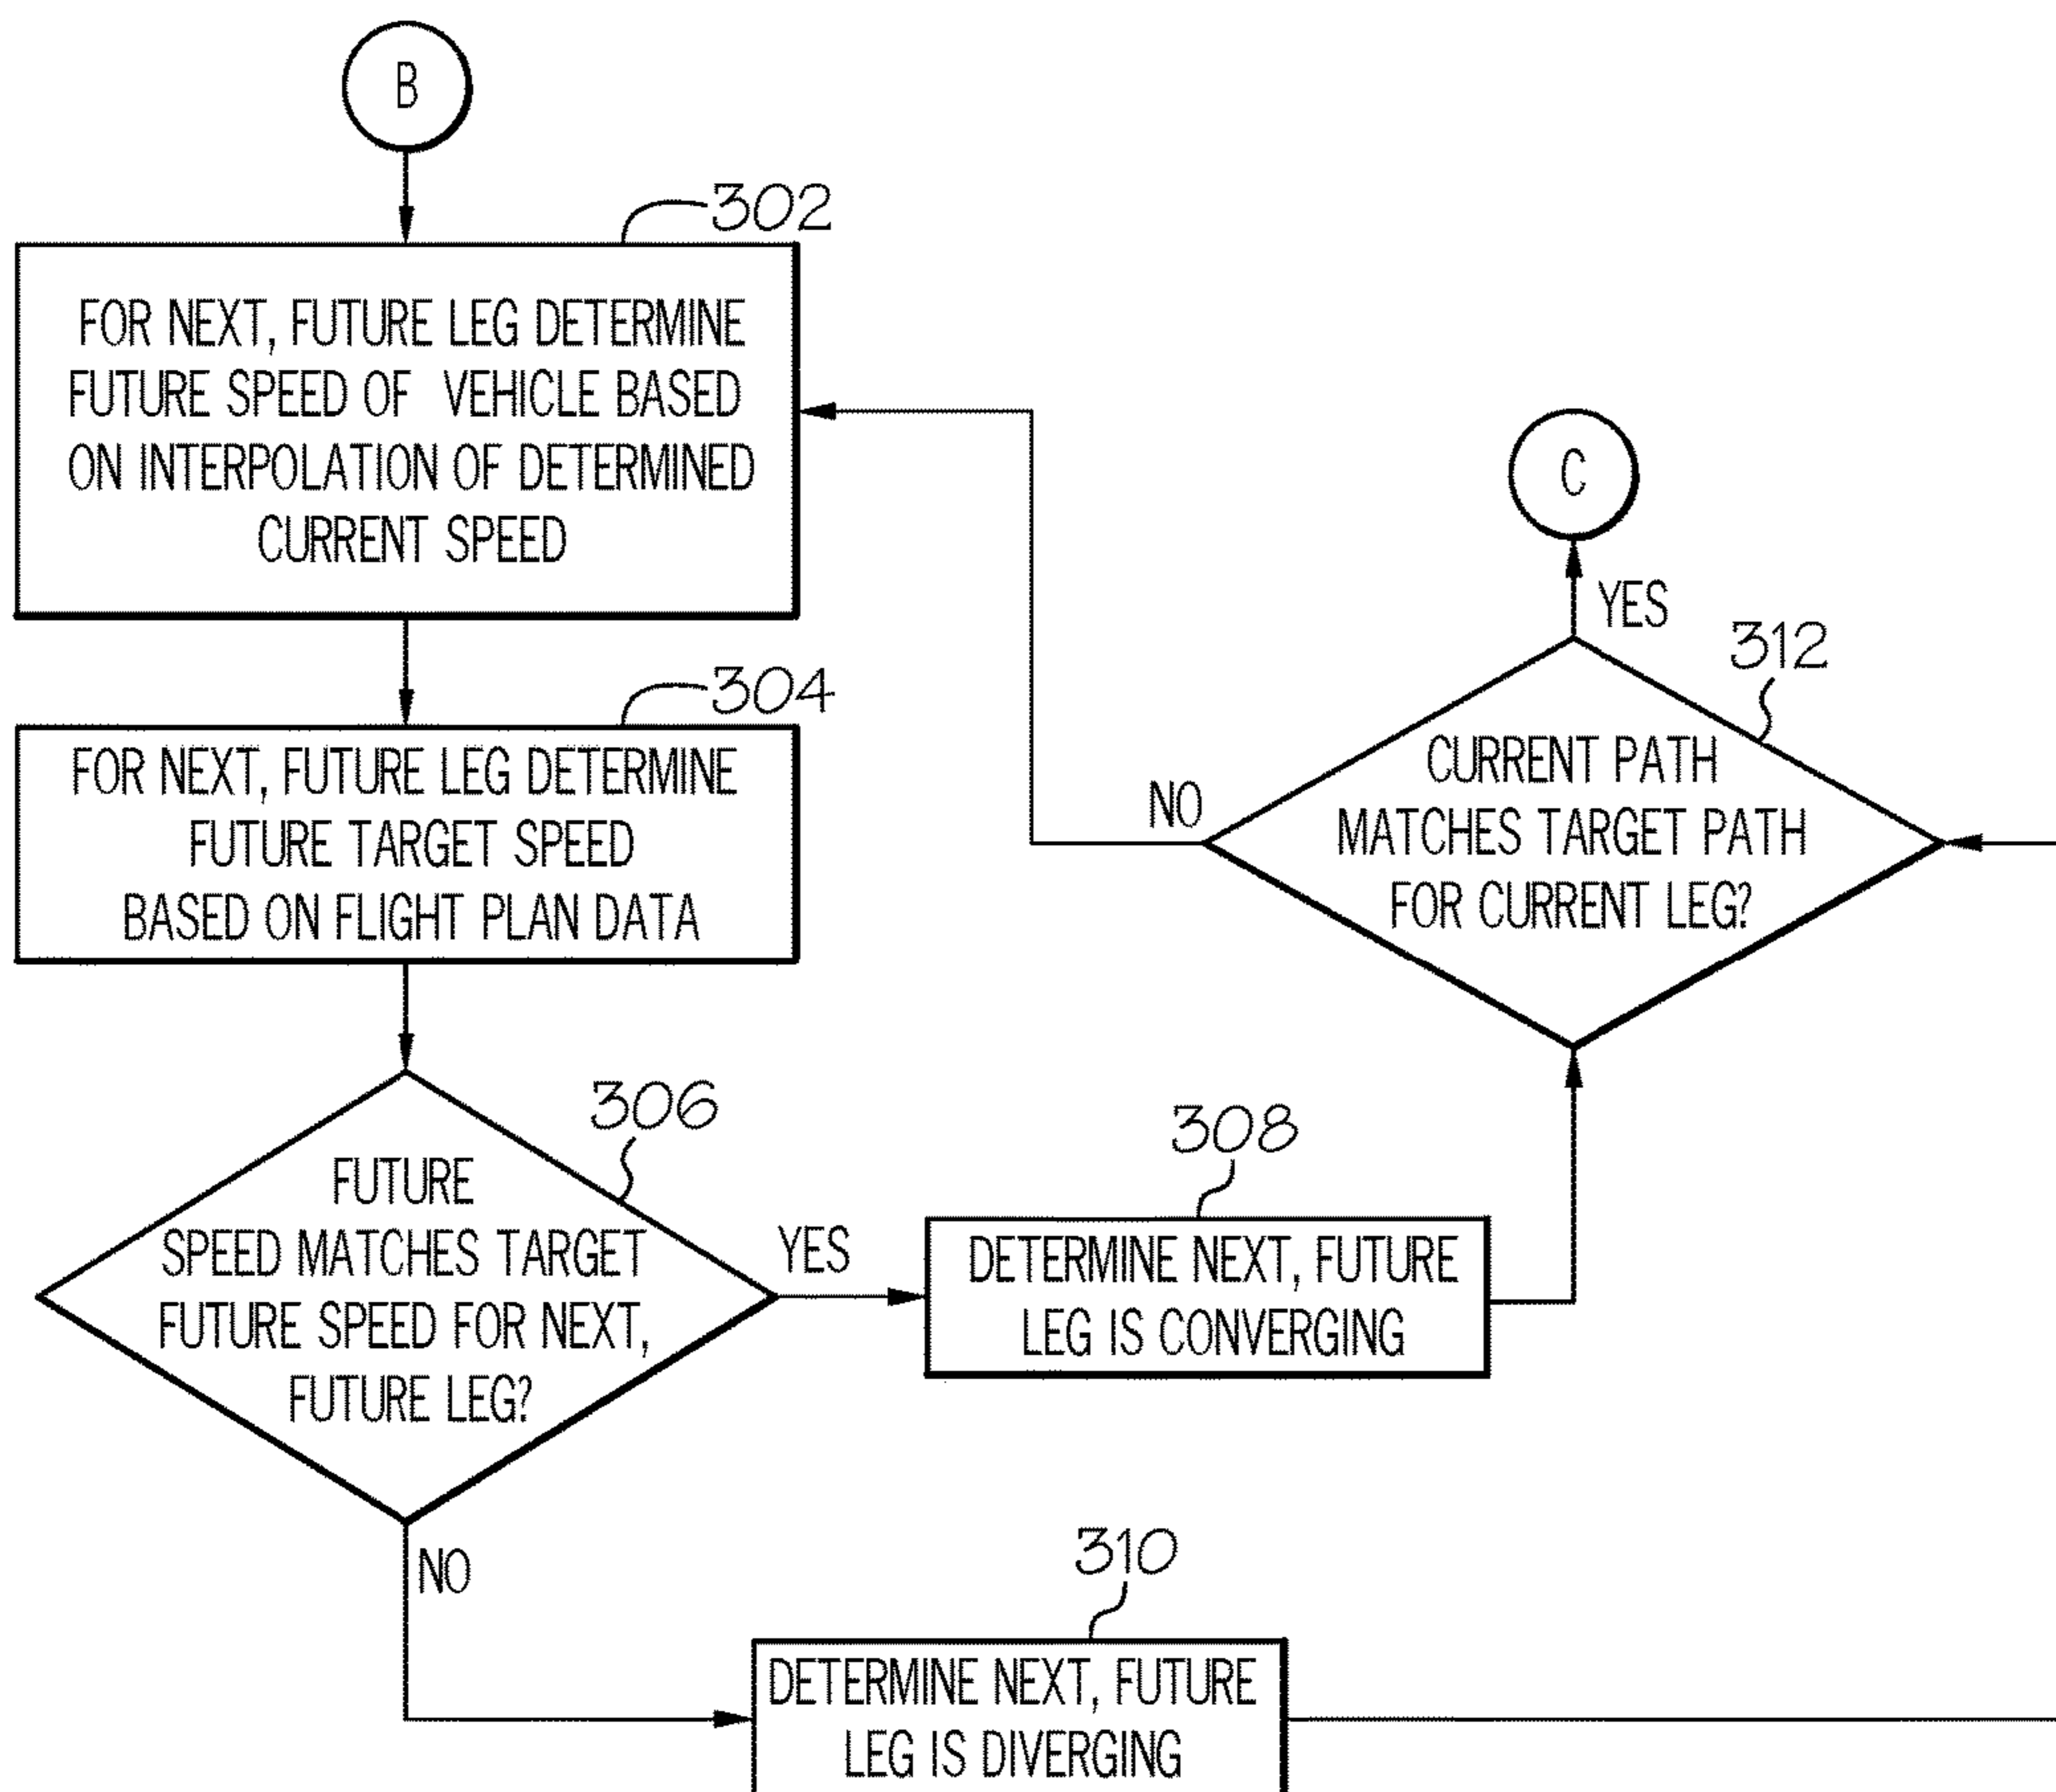 B
302
FOR NEXT, FUTURE LEG DETERMINE
FUTURE SPEED OF VEHICLE BASED
ON INTERPOLATION OF DETERMINED
CURRENT SPEED
304
FOR NEXT, FUTURE LEG DETERMINE
FUTURE TARGET SPEED
BASED ON FLIGHT PLAN DATA
306
FUTURE
SPEED MATCHES TARGET
FUTURE SPEED FOR NEXT,
FUTURE LEG?
YES
NO
308
DETERMINE NEXT, FUTURE
LEG IS CONVERGING
310
DETERMINE NEXT, FUTURE
LEG IS DIVERGING
312
CURRENT PATH
MATCHES TARGET PATH
FOR CURRENT LEG?
NO
YES
C